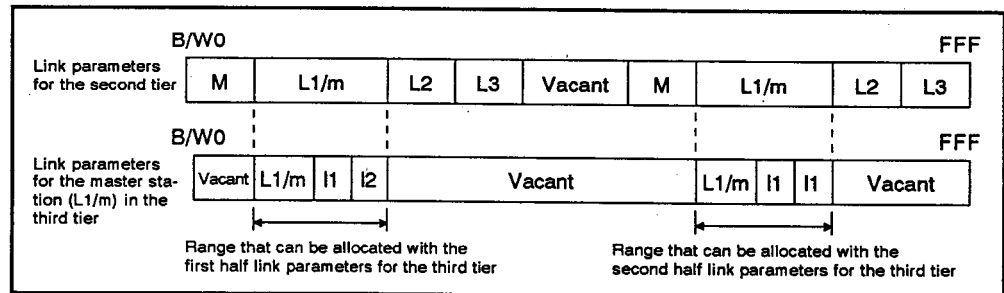 B/W0 FFF
Link parameters
for the second tier
M L1/m L2 L3 Vacant M L1/m L2 L3
B/W0 FFF
Link parameters
for the master sta-
tion (L1/m) in the
third tier
Vacant L1/m l1 l2 Vacant L1/m l1 l1 Vacant
Range that can be allocated with the
first half link parameters for the third tier
Range that can be allocated with the
second half link parameters for the third tier